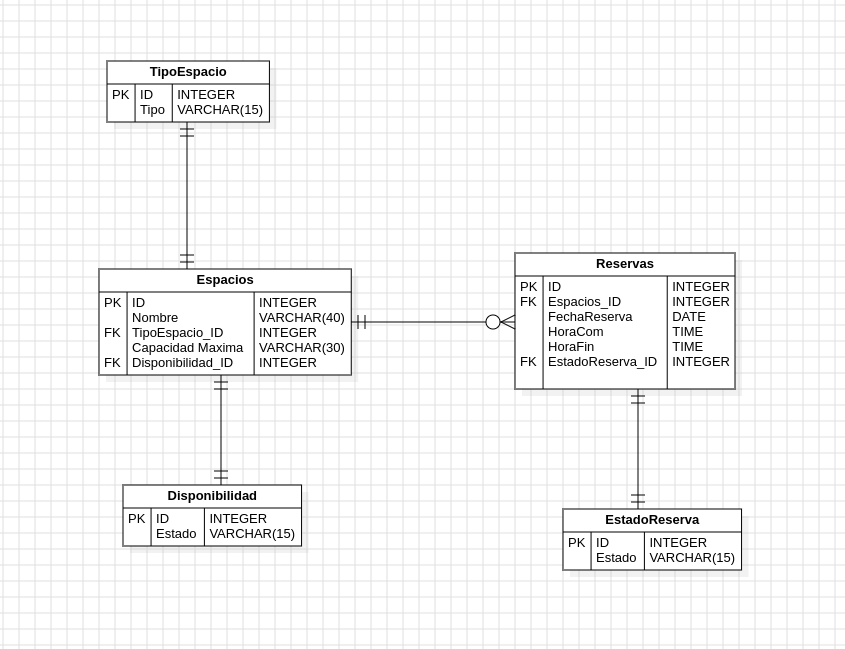 TipoEspacio
PK ID INTEGER
Tipo VARCHAR(15)
Espacios
PK ID INTEGER
Nombre VARCHAR(40)
FK TipoEspacio_ID INTEGER
Capacidad Maxima VARCHAR(30)
FK Disponibilidad_ID INTEGER
Reservas
PK ID INTEGER
FK Espacios_ID INTEGER
FechaReserva DATE
HoraCom TIME
HoraFin TIME
FK EstadoReserva_ID INTEGER
Disponibilidad
PK ID INTEGER
Estado VARCHAR(15)
EstadoReserva
PK ID INTEGER
Estado VARCHAR(15)